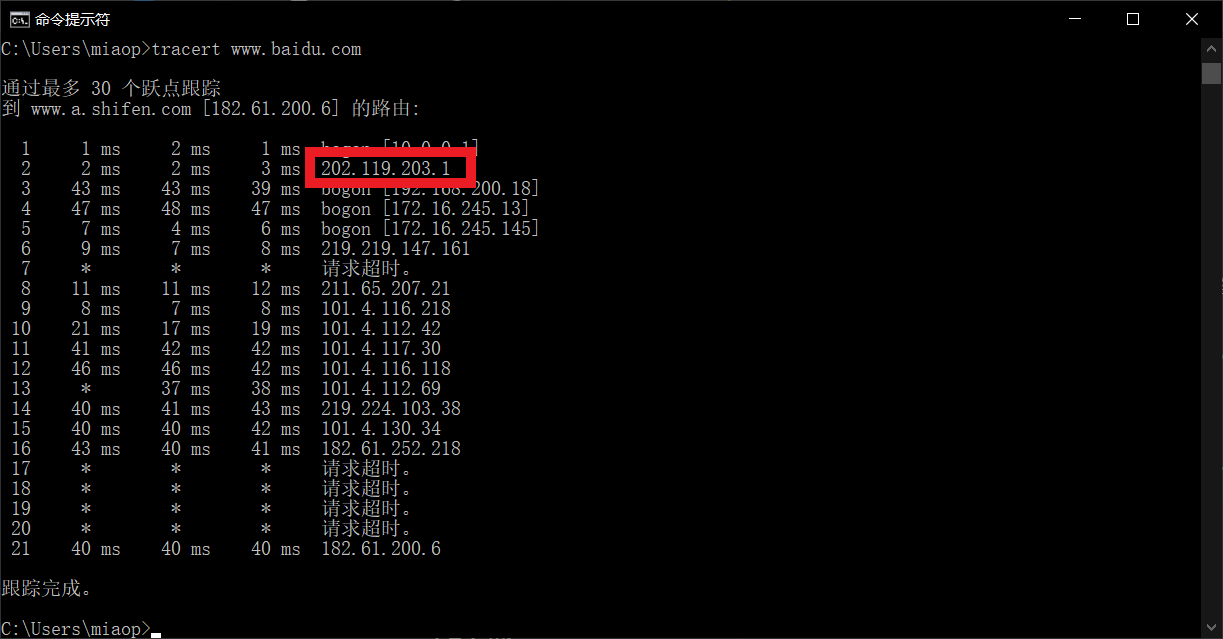 命令提示符
C:\Users\miaop>tracert www.baidu.com
通过最多 30 个跃点跟踪
到 www.a.shifen.com [182.61.200.6] 的路由:
1 1 ms 2 ms 1 ms bogon [10.0.0.1]
2 2 ms 2 ms 3 ms 202.119.203.1
3 43 ms 43 ms 39 ms bogon [192.168.200.18]
4 47 ms 48 ms 47 ms bogon [172.16.245.13]
5 7 ms 4 ms 6 ms bogon [172.16.245.145]
6 9 ms 7 ms 8 ms 219.219.147.161
7 * * * 请求超时。
8 11 ms 11 ms 12 ms 211.65.207.21
9 8 ms 7 ms 8 ms 101.4.116.218
10 21 ms 17 ms 19 ms 101.4.112.42
11 41 ms 42 ms 42 ms 101.4.117.30
12 46 ms 46 ms 42 ms 101.4.116.118
13 * 37 ms 38 ms 101.4.112.69
14 40 ms 41 ms 43 ms 219.224.103.38
15 40 ms 40 ms 42 ms 101.4.130.34
16 43 ms 40 ms 41 ms 182.61.252.218
17 * * * 请求超时。
18 * * * 请求超时。
19 * * * 请求超时。
20 * * * 请求超时。
21 40 ms 40 ms 40 ms 182.61.200.6
跟踪完成。
C:\Users\miaop>